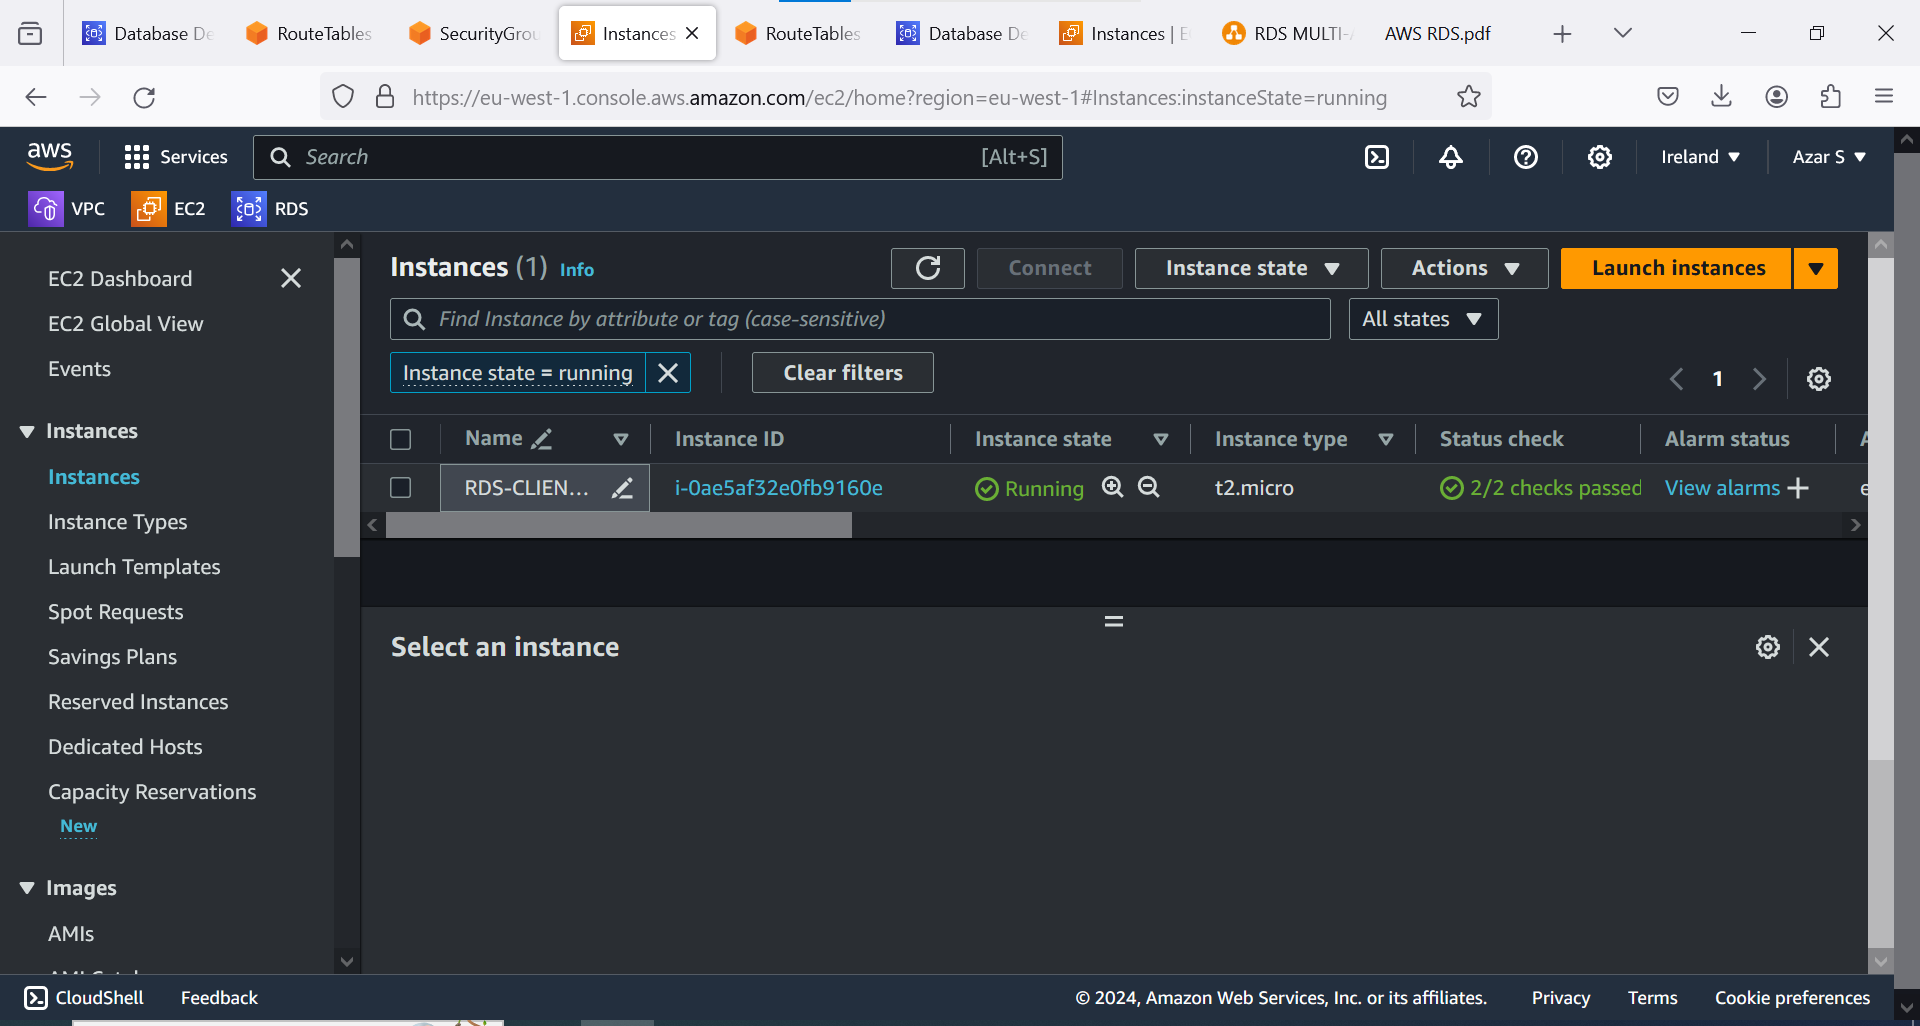 Database De
RouteTables
SecurityGrou
Instances
RouteTables
Database De
Instances | E
RDS MULTI-A
AWS RDS.pdf
https://eu-west-1.console.aws.amazon.com/ec2/home?region=eu-west-1#Instances:instanceState=running
aws
Services
Search
[Alt+S]
Ireland
Azar S
VPC
EC2
RDS
EC2 Dashboard
EC2 Global View
Events
Instances
Instances
Instance Types
Launch Templates
Spot Requests
Savings Plans
Reserved Instances
Dedicated Hosts
Capacity Reservations
New
Images
AMIs
Instances (1) Info
Connect
Instance state
Actions
Launch instances
Find Instance by attribute or tag (case-sensitive)
All states
Instance state = running
Clear filters
1
Name
Instance ID
Instance state
Instance type
Status check
Alarm status
A
RDS-CLIEN...
i-0ae5af32e0fb9160e
Running
t2.micro
2/2 checks passed
View alarms
e
Select an instance
CloudShell
Feedback
© 2024, Amazon Web Services, Inc. or its affiliates.
Privacy
Terms
Cookie preferences